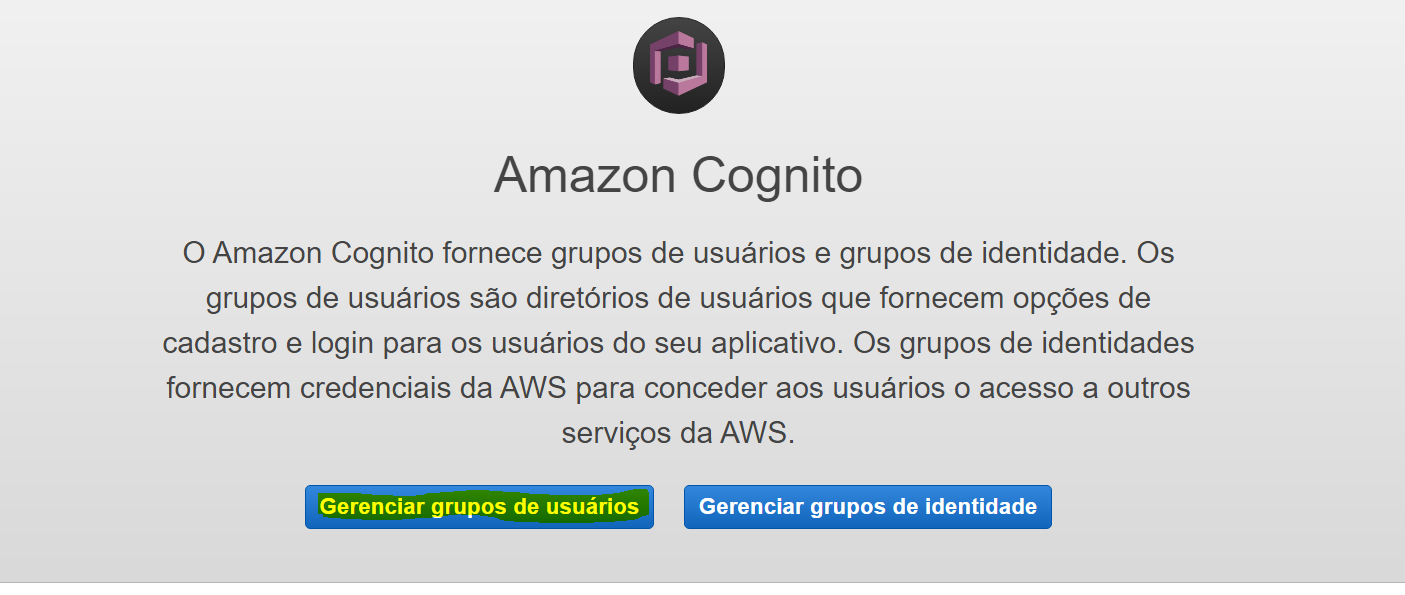 Amazon Cognito
O Amazon Cognito fornece grupos de usuários e grupos de identidade. Os
grupos de usuários são diretórios de usuários que fornecem opções de
cadastro e login para os usuários do seu aplicativo. Os grupos de identidades
fornecem credenciais da AWS para conceder aos usuários o acesso a outros
serviços da AWS.
Gerenciar grupos de usuários
Gerenciar grupos de identidade